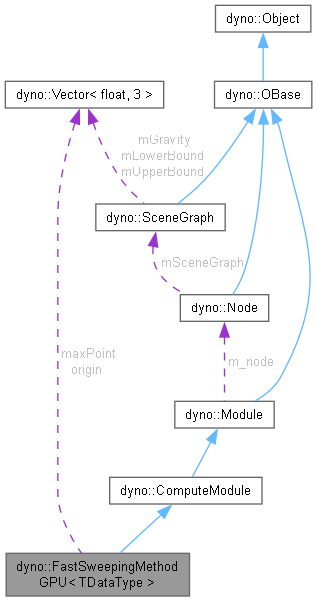 dyno::Object
dyno::Vector< float, 3 >
dyno::OBase
mGravity
mLowerBound
mUpperBound
dyno::SceneGraph
mSceneGraph
dyno::Node
maxPoint
origin
m_node
dyno::Module
dyno::ComputeModule
dyno::FastSweepingMethod
GPU< TDataType >